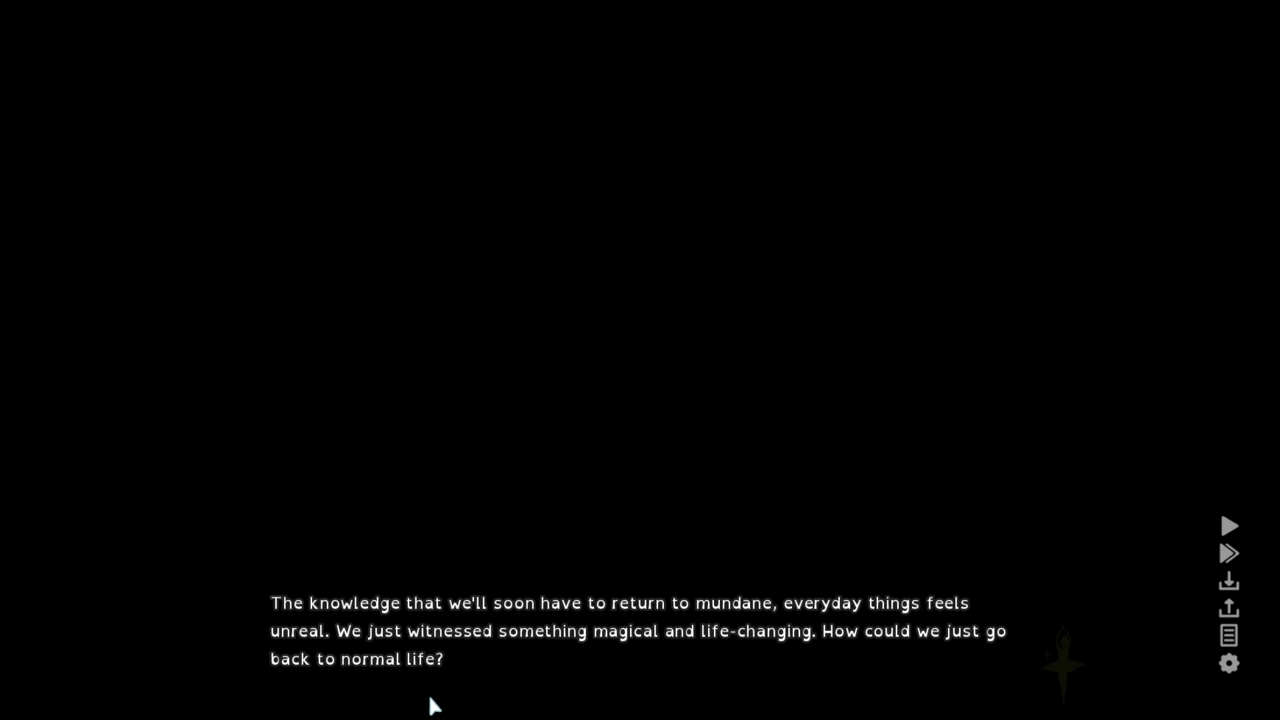 The knowledge that we'll soon have to return to mundane, everyday things feels
unreal. We just witnessed something magical and life-changing. How could we just go
back to normal life?